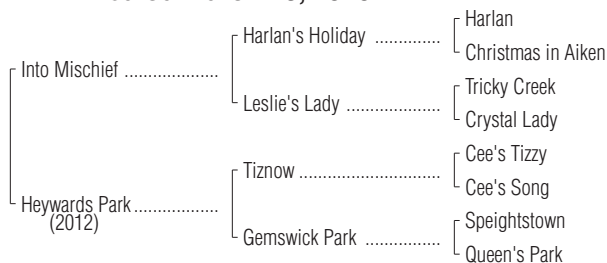 Harlan
Harlan's Holiday ................
Christmas in Aiken
Into Mischief ....................
Tricky Creek
Leslie's Lady ...................
Crystal Lady
Cee's Tizzy
Tiznow ............................
Cee's Song
Heywards Park ..................
(2012)
Speightstown
Gemswick Park ...............
Queen's Park